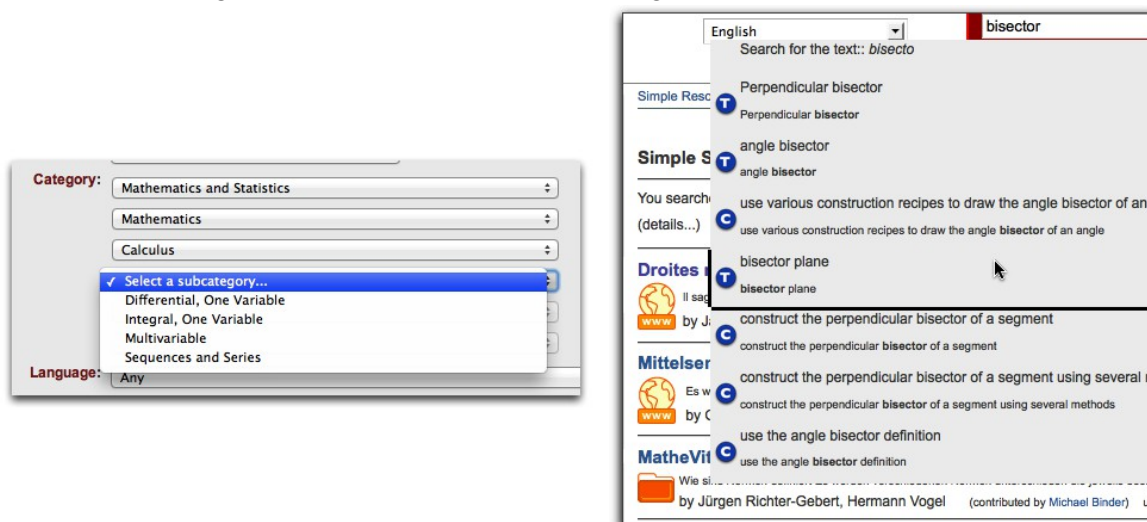 Category:
Mathematics and Statistics
Mathematics
Calculus
✓ Select a subcategory...
Differential, One Variable
Integral, One Variable
Multivariable
Sequences and Series
Language:
Any
English
bisector
Search for the text:: bisecto
Simple Reso
T
Perpendicular bisector
Perpendicular bisector
Simple S
T
angle bisector
angle bisector
You search
(details...)
C
use various construction recipes to draw the angle bisector of an
use various construction recipes to draw the angle bisector of an angle
Droites
T
bisector plane
bisector plane
Il sag
www
by Ja
C
construct the perpendicular bisector of a segment
construct the perpendicular bisector of a segment
Mittelser
Es w
www
by
C
construct the perpendicular bisector of a segment using several
construct the perpendicular bisector of a segment using several methods
MatheVit
C
use the angle bisector definition
use the angle bisector definition
Wie
by Jürgen Richter-Gebert, Hermann Vogel (contributed by Michael Binder) u